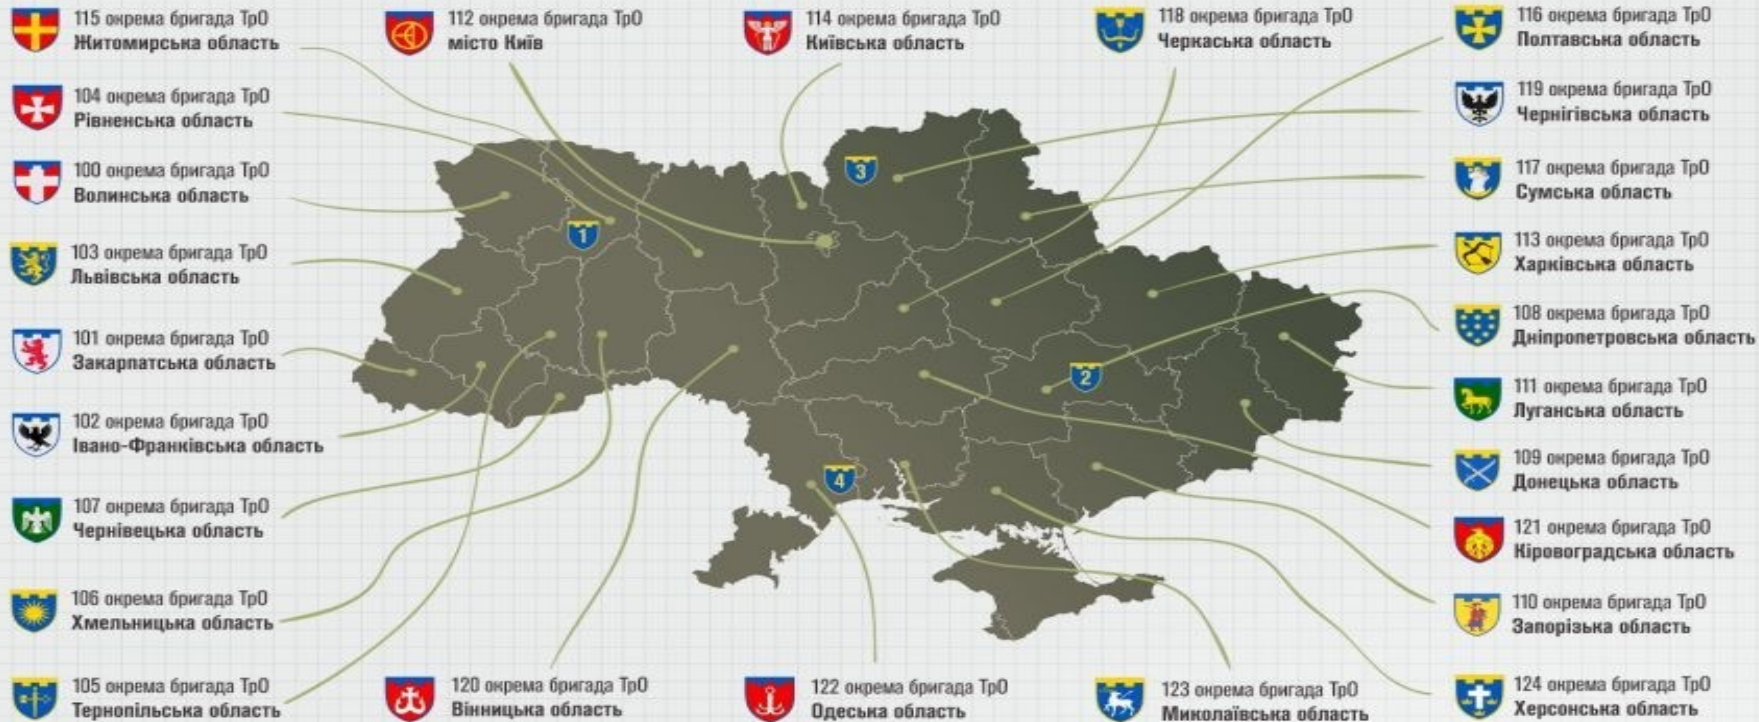 115 окрема бригада ТрО
Житомирська область
112 окрема бригада ТрО
місто Київ
114 окрема бригада ТрО
Київська область
118 окрема бригада ТрО
Черкаська область
116 окрема бригада ТрО
Полтавська область
104 окрема бригада ТрО
Рівненська область
119 окрема бригада ТрО
Чернігівська область
100 окрема бригада ТрО
Волинська область
3
117 окрема бригада ТрО
Сумська область
1
103 окрема бригада ТрО
Львівська область
113 окрема бригада ТрО
Харківська область
101 окрема бригада ТрО
Закарпатська область
108 окрема бригада ТрО
Дніпропетровська область
2
111 окрема бригада ТрО
Луганська область
102 окрема бригада ТрО
Івано-Франківська область
109 окрема бригада ТрО
Донецька область
4
107 окрема бригада ТрО
Чернівецька область
121 окрема бригада ТрО
Кіровоградська область
106 окрема бригада ТрО
Хмельницька область
110 окрема бригада ТрО
Запорізька область
105 окрема бригада ТрО
Тернопільська область
120 окрема бригада ТрО
Вінницька область
122 окрема бригада ТрО
Одеська область
123 окрема бригада ТрО
Миколаївська область
124 окрема бригада ТрО
Херсонська область